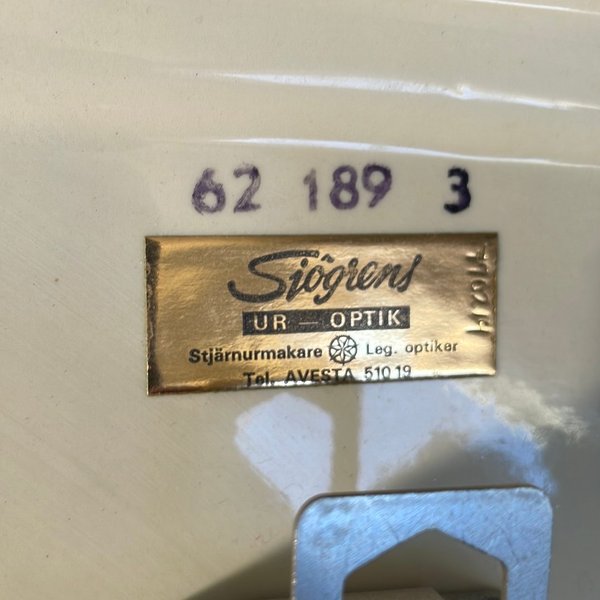 62 189 3
Sjögrens
UR — OPTIK
Stjärnurmakare Leg. optiker
Tel. AVESTA 510 19